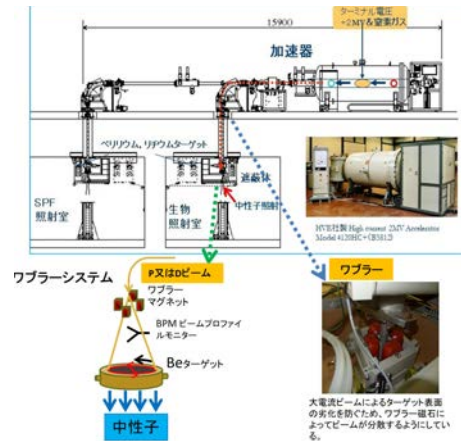 15900
ターミナル電圧
+2MV & 窒素ガス
加速器
ベリリウム, リチウムターゲット
遮蔽体
中性子照射
SPF
照射室
生物
照射室
HVE社製 High current 2MV Accelerator
ワブラーシステム
P又はDビーム
ワブラー
マグネット
BPM ビームプロファイ
ルモニター
Beターゲット
中性子
ワブラー
大電流ビームによるターゲット表面
の劣化を防ぐため、ワブラー磁石に
よってビームが分散するようにしてい
る。